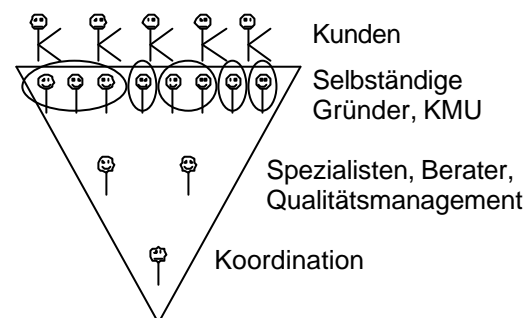 Kunden
Selbständige
Gründer, KMU
Spezialisten, Berater,
Qualitätsmanagement
Koordination